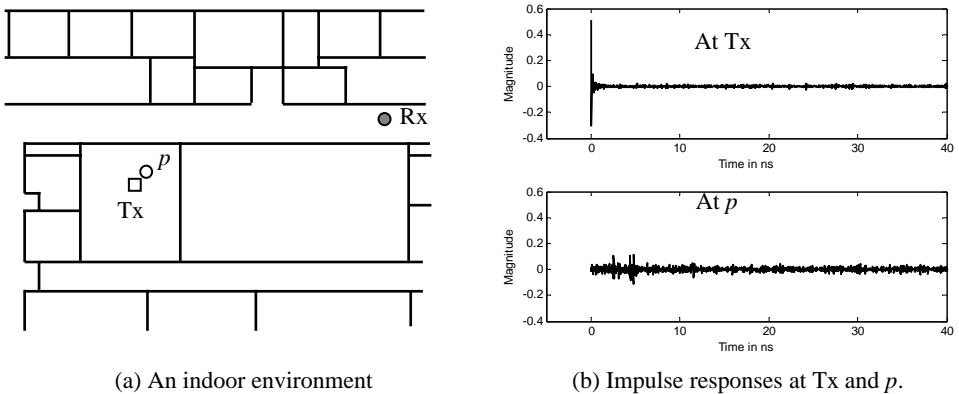 Rx
p
Tx
(a) An indoor environment
0.6
0.4
0.2
0
-0.2
-0.4
Magnitude
At Tx
0 10 20 30 40
Time in ns
0.6
0.4
0.2
0
-0.2
-0.4
Magnitude
At p
0 10 20 30 40
Time in ns
(b) Impulse responses at Tx and p.